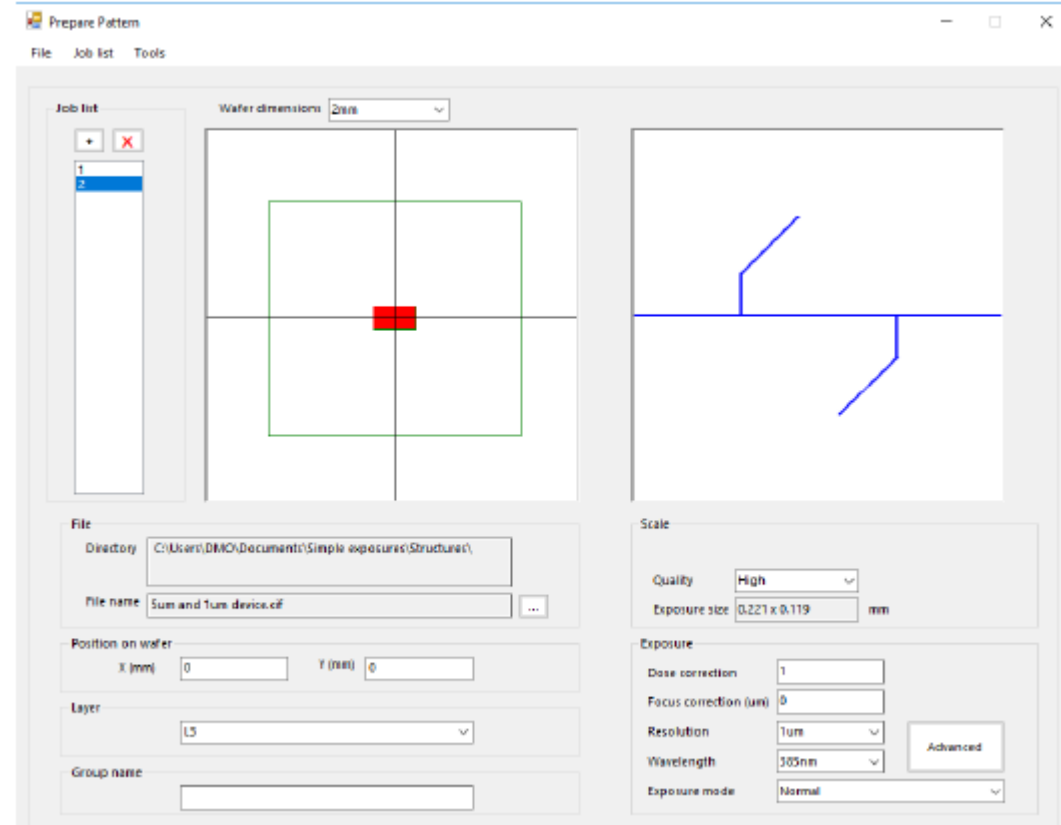 Prepare Pattern
File Job list Tools
Job list
Wafer dimensions 2mm
+ X
1
2
File
Directory C:\Users\DMO\Documents\Simple exposures\Structures\,
File name 5um and 1um device.cif ...
Position on wafer
X (mm) 0 Y (mm) 0
Layer
L5
Group name
Scale
Quality High
Exposure size 0.221 x 0.119 mm
Exposure
Dose correction 1
Focus correction (um) 0
Resolution 1um
Wavelength 385nm
Advanced
Exposure mode Normal